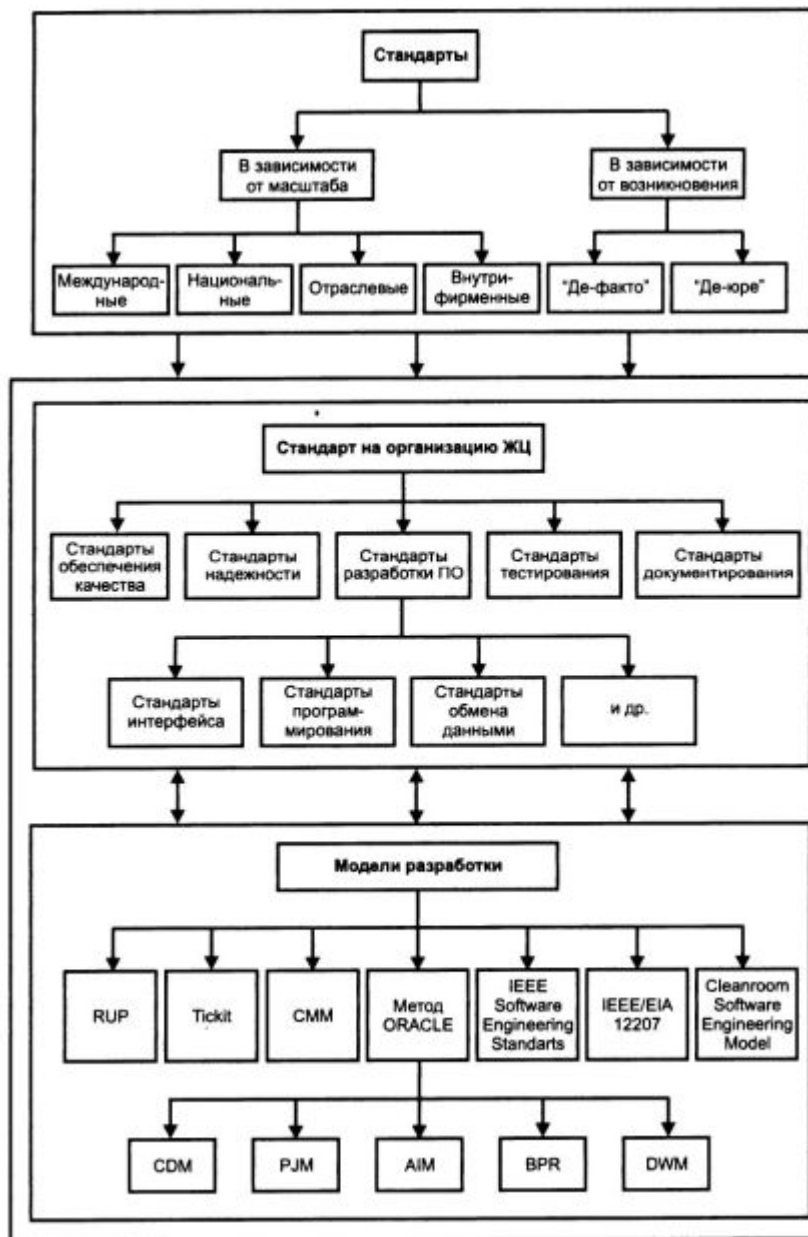 Стандарты
В зависимости
от масштаба
В зависимости
от возникновения
Международ-
ные
Националь-
ные
Отраслевые
Внутри-
фирменные
"Де-факто"
"Де-юре"
Стандарт на организацию ЖЦ
Стандарты
обеспечения
качества
Стандарты
надежности
Стандарты
разработки ПО
Стандарты
тестирования
Стандарты
документирования
Стандарты
интерфейса
Стандарты
програм-
мирования
Стандарты
обмена
данными
и др.
Модели разработки
RUP
Tickit
CMM
Метод
ORACLE
IEEE
Software
Engineering
Standarts
IEEE/EIA
12207
Cleanroom
Software
Engineering
Model
CDM
PJM
AIM
BPR
DWM